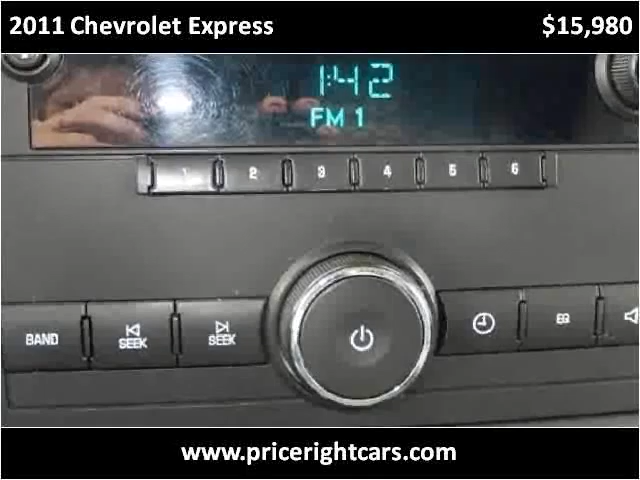 2011 Chevrolet Express $15,980
1:42
FM 1
1 2 3 4 5 6
BAND SEEK SEEK EQ
www.pricerightcars.com